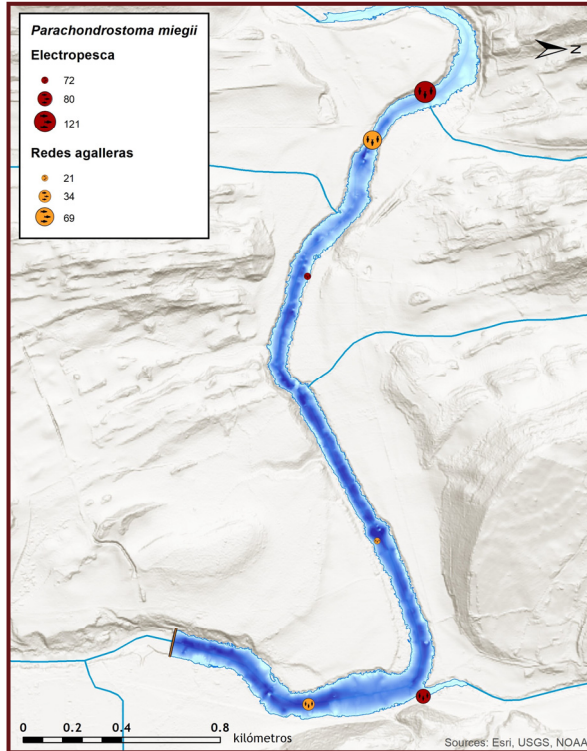 Parachondrostoma miegii
Electropesca
72
80
121
Redes agalleras
21
34
69
N
0 0.2 0.4 0.8
kilómetros
Sources: Esri, USGS, NOAA